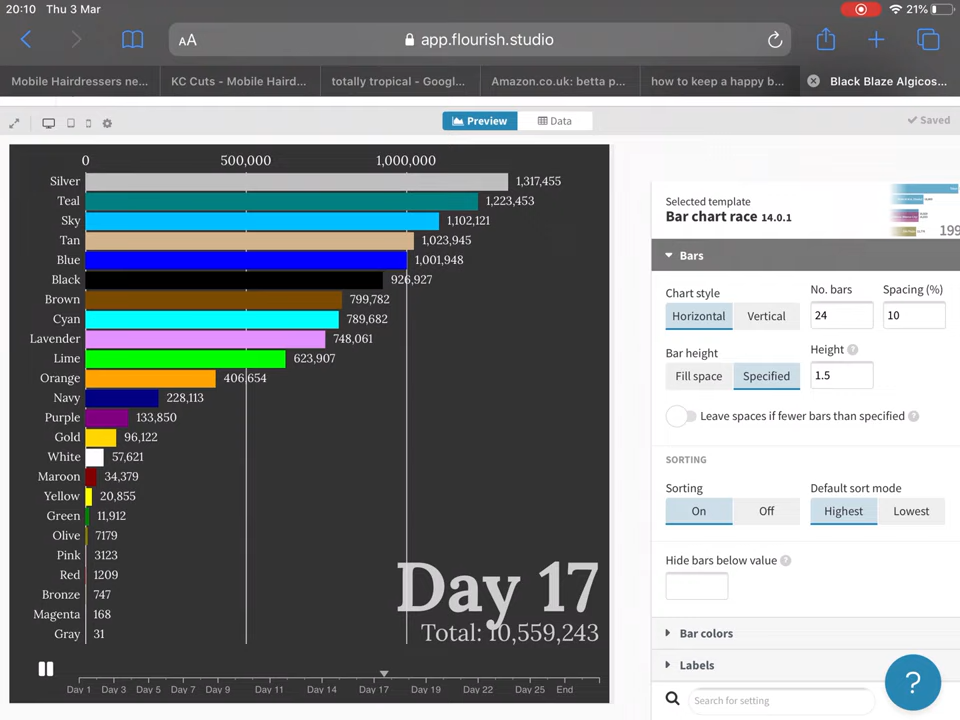 20:10 Thu 3 Mar
21%
AA
app.flourish.studio
Mobile Hairdressers ne...
KC Cuts - Mobile Haird...
totally tropical - Googl...
Amazon.co.uk: betta p...
how to keep a happy b...
Black Blaze Algicos...
Preview
Data
Saved
0 500,000 1,000,000
Silver 1,317,455
Teal 1,223,453
Sky 1,102,121
Tan 1,023,945
Blue 1,001,948
Black 926,927
Brown 799,782
Cyan 789,682
Lavender 748,061
Lime 623,907
Orange 406,654
Navy 228,113
Purple 133,850
Gold 96,122
White 57,621
Maroon 34,379
Yellow 20,855
Green 11,912
Olive 7179
Pink 3123
Red 1209
Bronze 747
Magenta 168
Gray 31
Day 17
Total: 10,559,243
Day 1 Day 3 Day 5 Day 7 Day 9 Day 11 Day 14 Day 17 Day 19 Day 22 Day 25 End
Selected template
Bar chart race 14.0.1
199
Bars
Chart style
Horizontal Vertical
No. bars
24
Spacing (%)
10
Bar height
Fill space Specified
Height ?
1.5
Leave spaces if fewer bars than specified ?
SORTING
Sorting
On Off
Default sort mode
Highest Lowest
Hide bars below value ?
Bar colors
Labels
Search for setting
?